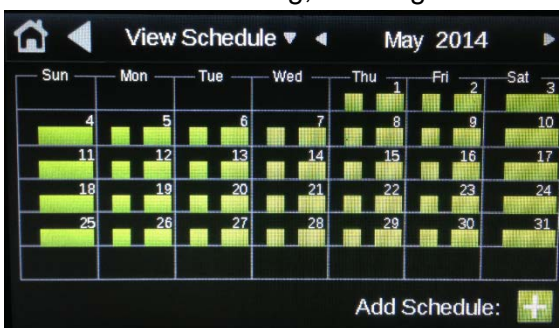 View Schedule ▼ ◀ May 2014 ▶
Sun Mon Tue Wed Thu Fri Sat
1 2 3
4 5 6 7 8 9 10
11 12 13 14 15 16 17
18 19 20 21 22 23 24
25 26 27 28 29 30 31
Add Schedule: +